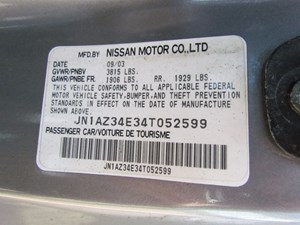 MFD.BY NISSAN MOTOR CO.,LTD
DATE: 09/03
GVWR/PNBV 3815 LBS.
GAWR/PNBE FR. 1906 LBS. RR. 1929 LBS.
THIS VEHICLE CONFORMS TO ALL APPLICABLE FEDERAL
MOTOR VEHICLE SAFETY-BUMPER, AND THEFT PREVENTION
STANDARDS IN EFFECT ON THE DATE OF MANUFACTURE
SHOWN ABOVE.
JN1AZ34E34T052599
PASSENGER CAR/VOITURE DE TOURISME
JN1AZ34E34T052599